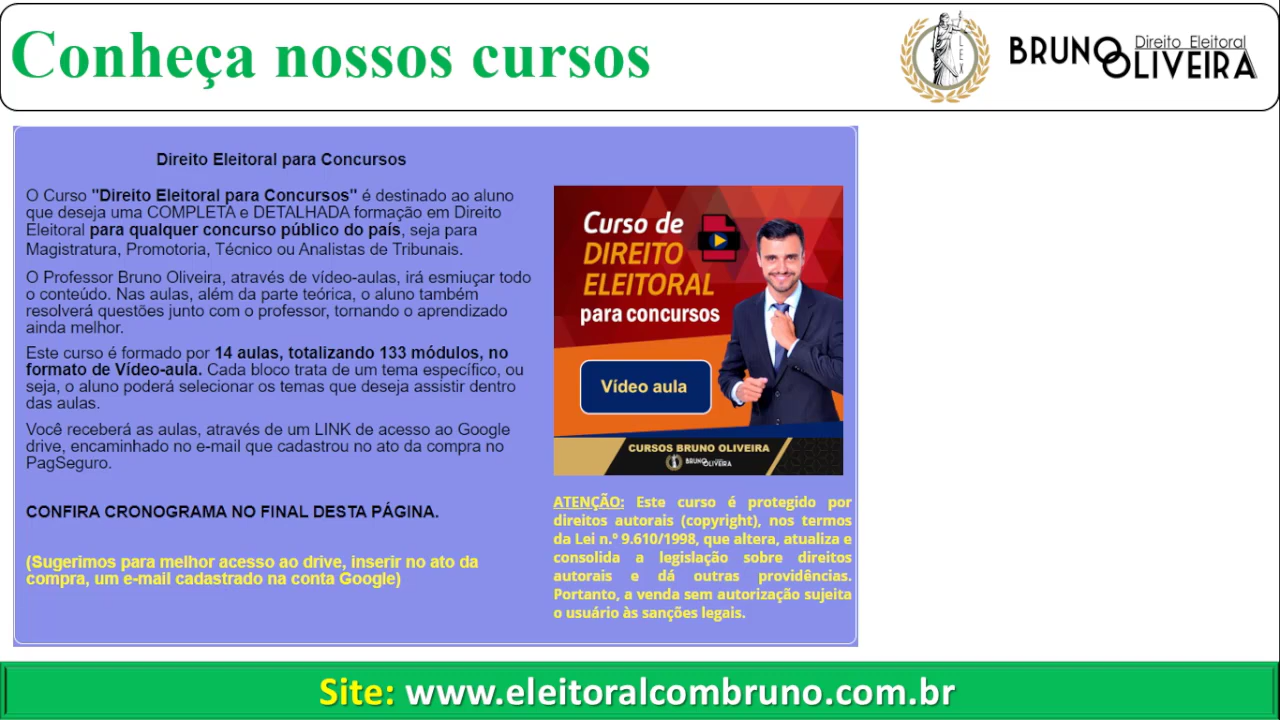 Conheça nossos cursos
LEX
BRUNO Direito Eleitoral
OLIVEIRA
Direito Eleitoral para Concursos
O Curso "Direito Eleitoral para Concursos" é destinado ao aluno
que deseja uma COMPLETA e DETALHADA formação em Direito
Eleitoral para qualquer concurso público do país, seja para
Magistratura, Promotoria, Técnico ou Analistas de Tribunais.
O Professor Bruno Oliveira, através de vídeo-aulas, irá esmiuçar todo
o conteúdo. Nas aulas, além da parte teórica, o aluno também
resolverá questões junto com o professor, tornando o aprendizado
ainda melhor.
Este curso é formado por 14 aulas, totalizando 133 módulos, no
formato de Vídeo-aula. Cada bloco trata de um tema específico, ou
seja, o aluno poderá selecionar os temas que deseja assistir dentro
das aulas.
Você receberá as aulas, através de um LINK de acesso ao Google
drive, encaminhado no e-mail que cadastrou no ato da compra no
PagSeguro.
CONFIRA CRONOGRAMA NO FINAL DESTA PÁGINA.
(Sugerimos para melhor acesso ao drive, inserir no ato da
compra, um e-mail cadastrado na conta Google)
Curso de
DIREITO
ELEITORAL
para concursos
Vídeo aula
CURSOS BRUNO OLIVEIRA
BRUNO
OLIVEIRA
ATENÇÃO: Este curso é protegido por
direitos autorais (copyright), nos termos
da Lei n.º 9.610/1998, que altera, atualiza e
consolida a legislação sobre direitos
autorais e dá outras providências.
Portanto, a venda sem autorização sujeita
o usuário às sanções legais.
Site: www.eleitoralcombruno.com.br